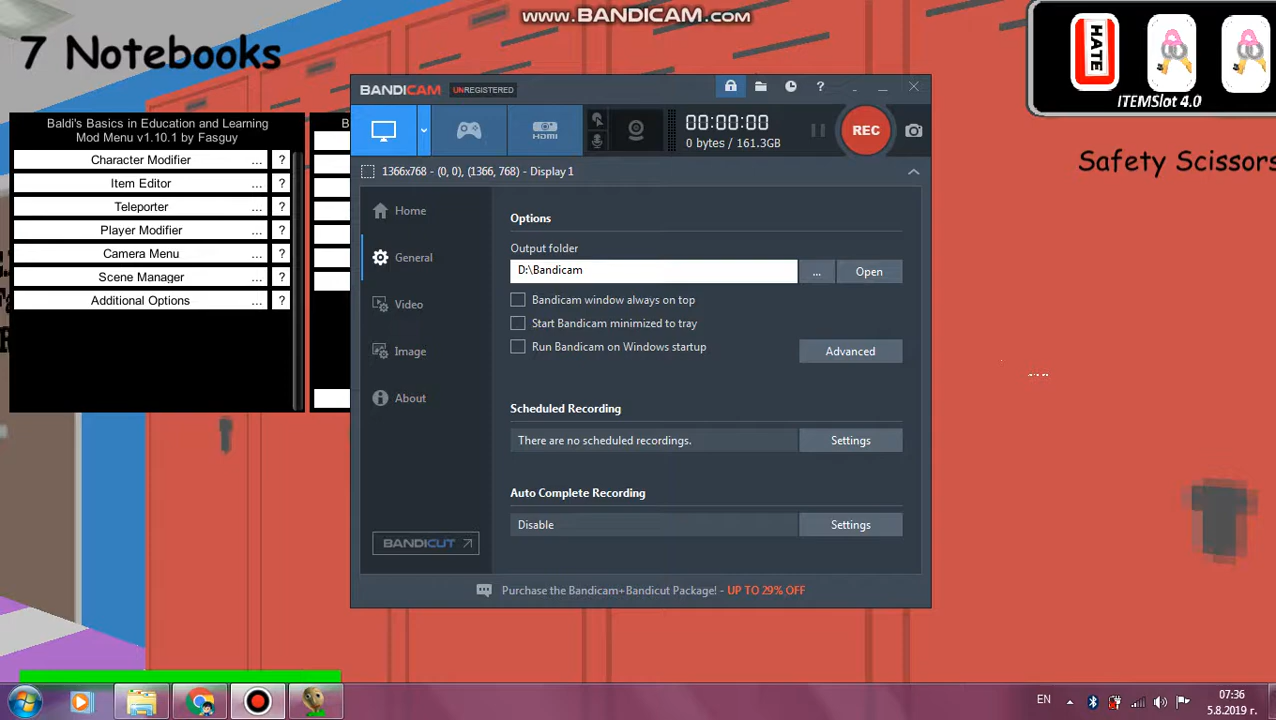 www.BANDICAM.com
7 Notebooks
HATE
ITEMSlot 4.0
Safety Scissors
Baldi's Basics in Education and Learning
Mod Menu v1.10.1 by Fasguy
Character Modifier ... ?
Item Editor ... ?
Teleporter ... ?
Player Modifier ... ?
Camera Menu ... ?
Scene Manager ... ?
Additional Options ... ?
B
BANDICAM UNREGISTERED
?
HDMI
00:00:00
0 bytes / 161.3GB
REC
1366x768 - (0, 0), (1366, 768) - Display 1
Home
General
Video
Image
About
BANDICUT
Options
Output folder
D:\Bandicam ... Open
Bandicam window always on top
Start Bandicam minimized to tray
Run Bandicam on Windows startup
Advanced
Scheduled Recording
There are no scheduled recordings. Settings
Auto Complete Recording
Disable Settings
Purchase the Bandicam+Bandicut Package! - UP TO 29% OFF
EN
07:36
5.8.2019 г.